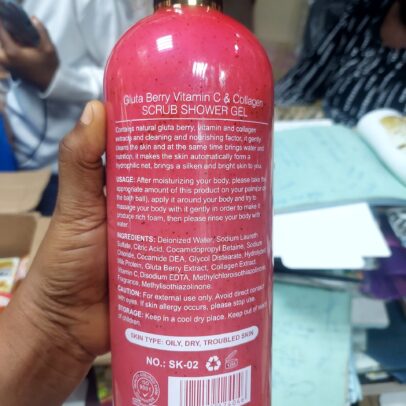 Gluta Berry Vitamin C & Collagen
SCRUB SHOWER GEL
Contains natural gluta berry, vitamin and collagen
extracts and cleaning and nourishing factor, it gently
cleans the skin and at the same time brings water and
nutrition, it makes the skin automatically form a
hydrophilic net, brings a silken and bright skin to you.
USAGE: After moisturizing your body, please take the
appropriate amount of this product on your palm(or on
the bath ball), apply it around your body and try to
massage your body with it gently in order to make it
produce rich foam, then please rinse your body with
water.
INGREDIENTS: Deionized Water, Sodium Laureth
Sulfate, Citric Acid, Cocamidopropyl Betaine, Sodium
Chloride, Cocamide DEA, Glycol Distearate, Hydrolyzed
Milk Protein, Gluta Berry Extract, Collagen Extract,
Vitamin C, Disodium EDTA, Methylchloroisothiazolinone,
Fragrance, Methylisothiazolinone.
CAUTION: For external use only. Avoid direct contact
with eyes. If skin allergy occurs, please stop use.
STORAGE: Keep in a cool dry place. Keep out of reach
of children.
SKIN TYPE: OILY, DRY, TROUBLED SKIN
NO.: SK-02